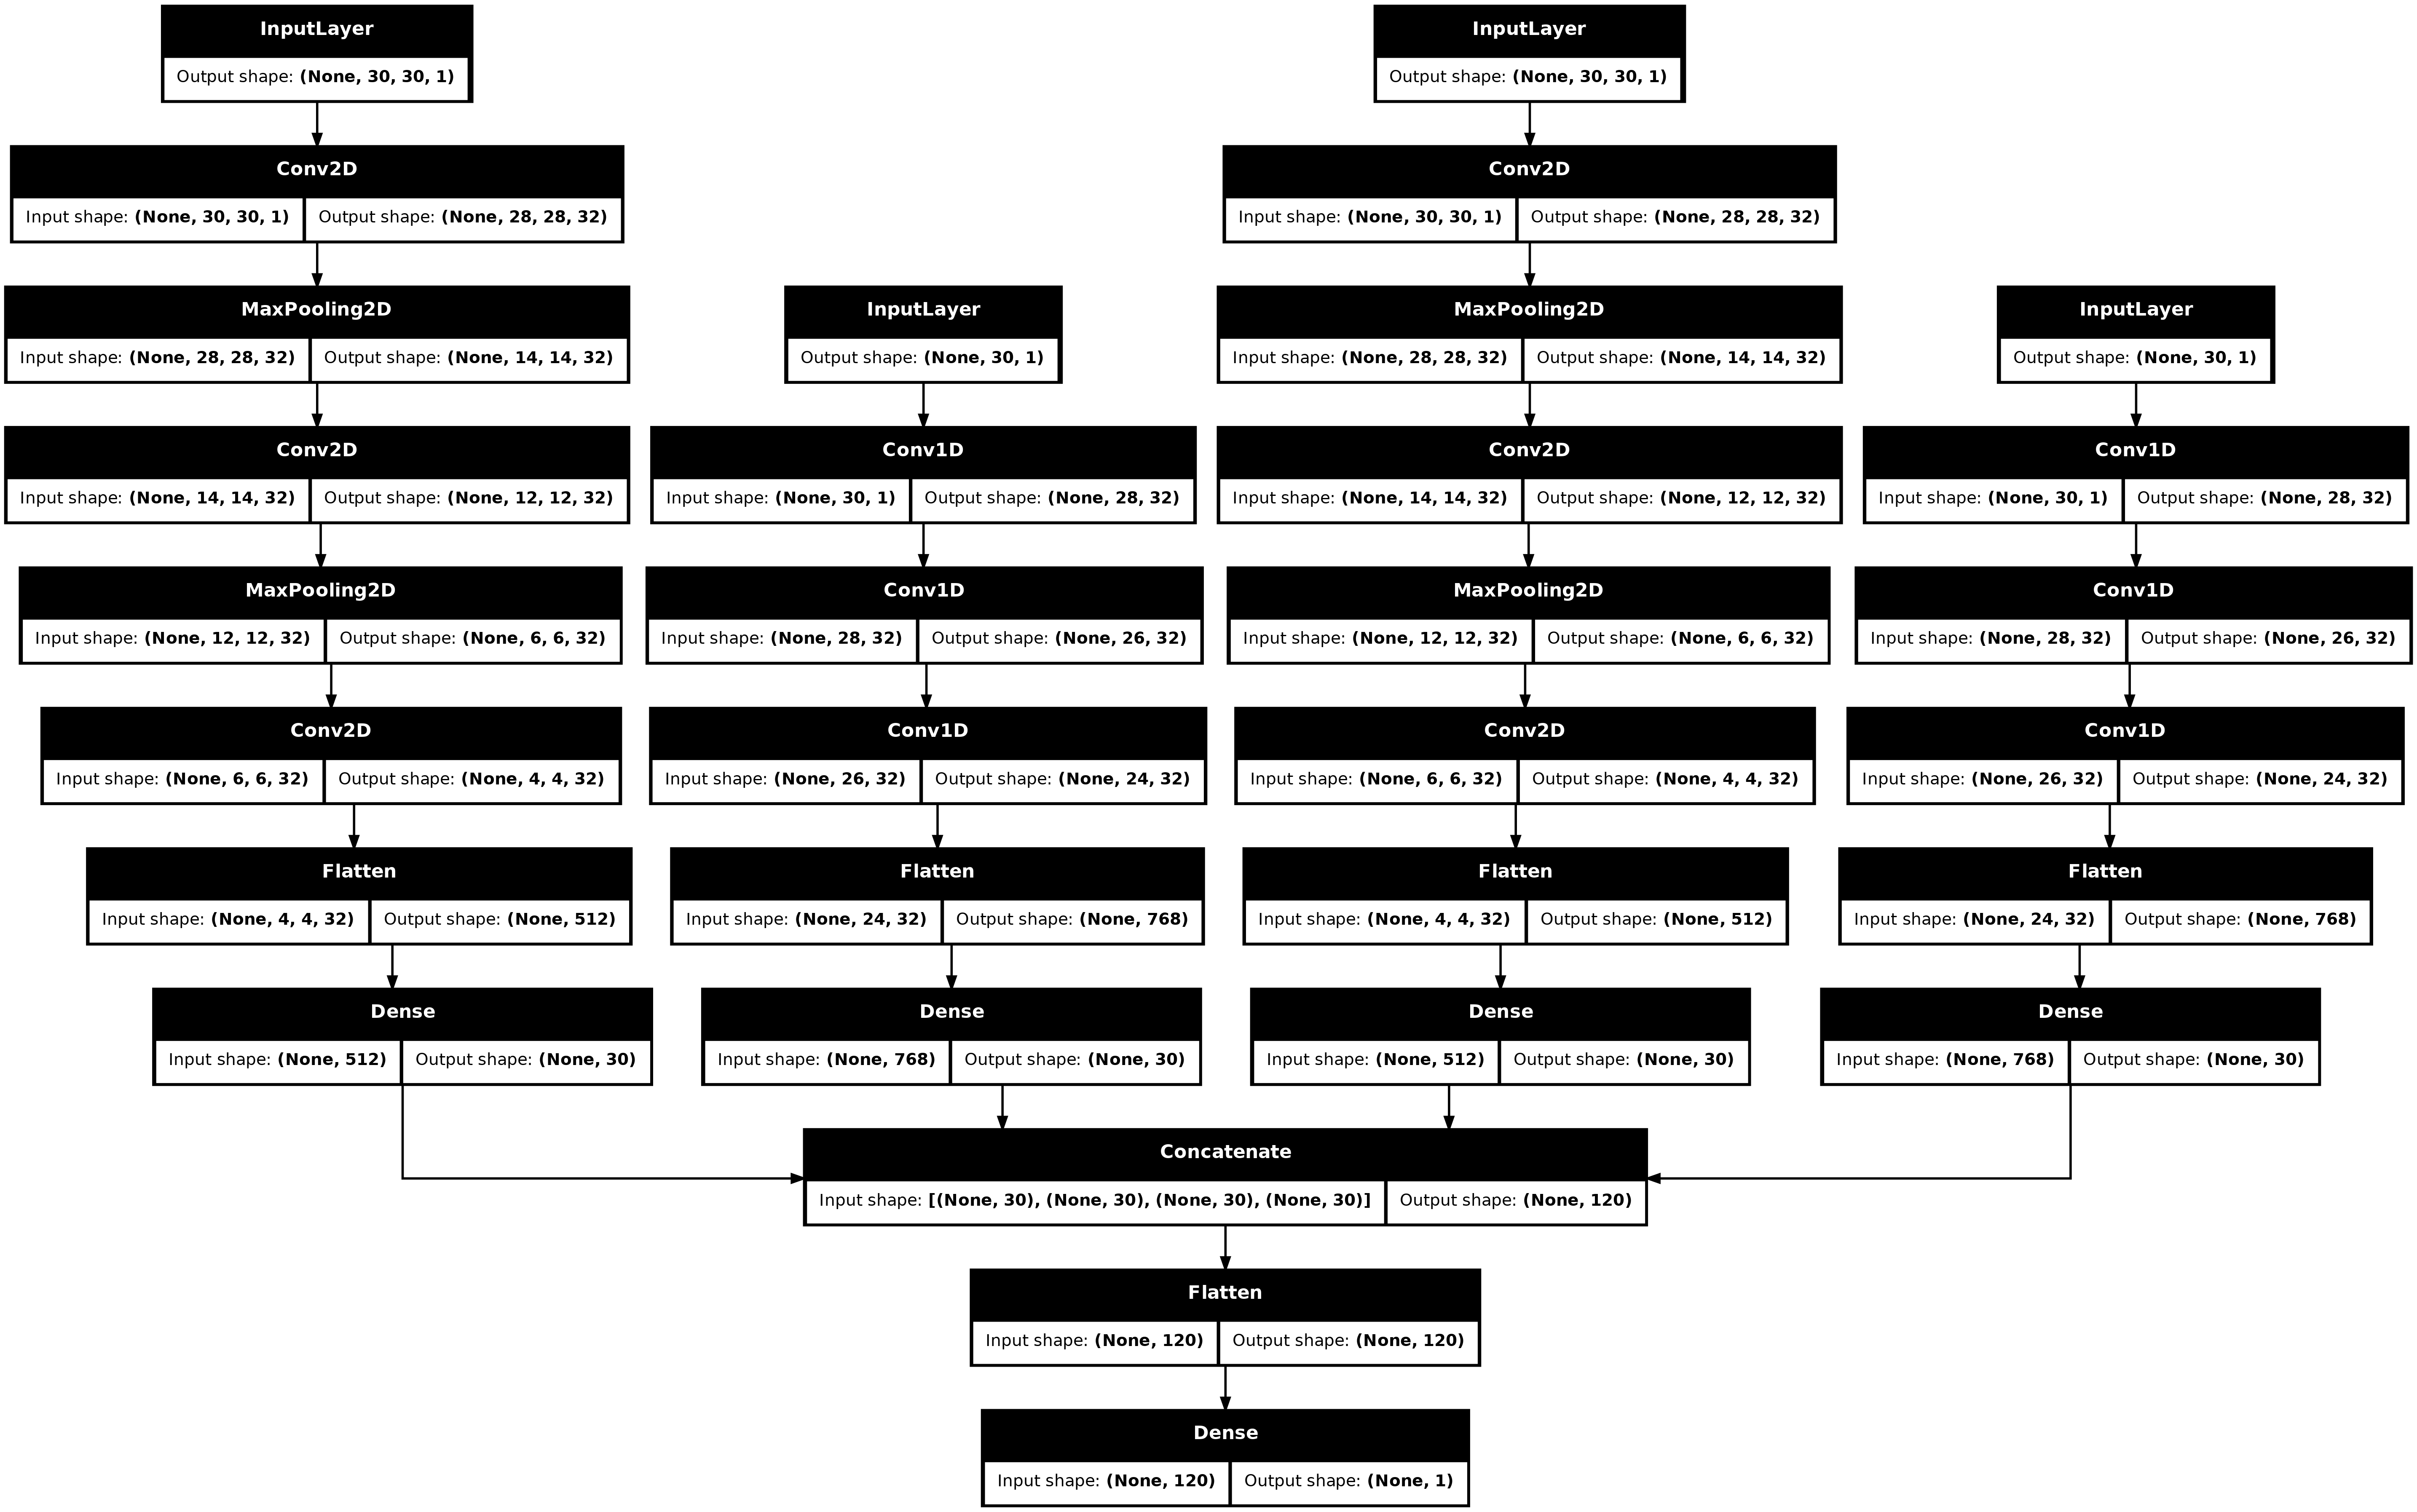 InputLayer
Output shape: (None, 30, 30, 1)
Conv2D
Input shape: (None, 30, 30, 1) Output shape: (None, 28, 28, 32)
MaxPooling2D
Input shape: (None, 28, 28, 32) Output shape: (None, 14, 14, 32)
Conv2D
Input shape: (None, 14, 14, 32) Output shape: (None, 12, 12, 32)
MaxPooling2D
Input shape: (None, 12, 12, 32) Output shape: (None, 6, 6, 32)
Conv2D
Input shape: (None, 6, 6, 32) Output shape: (None, 4, 4, 32)
Flatten
Input shape: (None, 4, 4, 32) Output shape: (None, 512)
Dense
Input shape: (None, 512) Output shape: (None, 30)
InputLayer
Output shape: (None, 30, 1)
Conv1D
Input shape: (None, 30, 1) Output shape: (None, 28, 32)
Conv1D
Input shape: (None, 28, 32) Output shape: (None, 26, 32)
Conv1D
Input shape: (None, 26, 32) Output shape: (None, 24, 32)
Flatten
Input shape: (None, 24, 32) Output shape: (None, 768)
Dense
Input shape: (None, 768) Output shape: (None, 30)
InputLayer
Output shape: (None, 30, 30, 1)
Conv2D
Input shape: (None, 30, 30, 1) Output shape: (None, 28, 28, 32)
MaxPooling2D
Input shape: (None, 28, 28, 32) Output shape: (None, 14, 14, 32)
Conv2D
Input shape: (None, 14, 14, 32) Output shape: (None, 12, 12, 32)
MaxPooling2D
Input shape: (None, 12, 12, 32) Output shape: (None, 6, 6, 32)
Conv2D
Input shape: (None, 6, 6, 32) Output shape: (None, 4, 4, 32)
Flatten
Input shape: (None, 4, 4, 32) Output shape: (None, 512)
Dense
Input shape: (None, 512) Output shape: (None, 30)
InputLayer
Output shape: (None, 30, 1)
Conv1D
Input shape: (None, 30, 1) Output shape: (None, 28, 32)
Conv1D
Input shape: (None, 28, 32) Output shape: (None, 26, 32)
Conv1D
Input shape: (None, 26, 32) Output shape: (None, 24, 32)
Flatten
Input shape: (None, 24, 32) Output shape: (None, 768)
Dense
Input shape: (None, 768) Output shape: (None, 30)
Concatenate
Input shape: [(None, 30), (None, 30), (None, 30), (None, 30)] Output shape: (None, 120)
Flatten
Input shape: (None, 120) Output shape: (None, 120)
Dense
Input shape: (None, 120) Output shape: (None, 1)